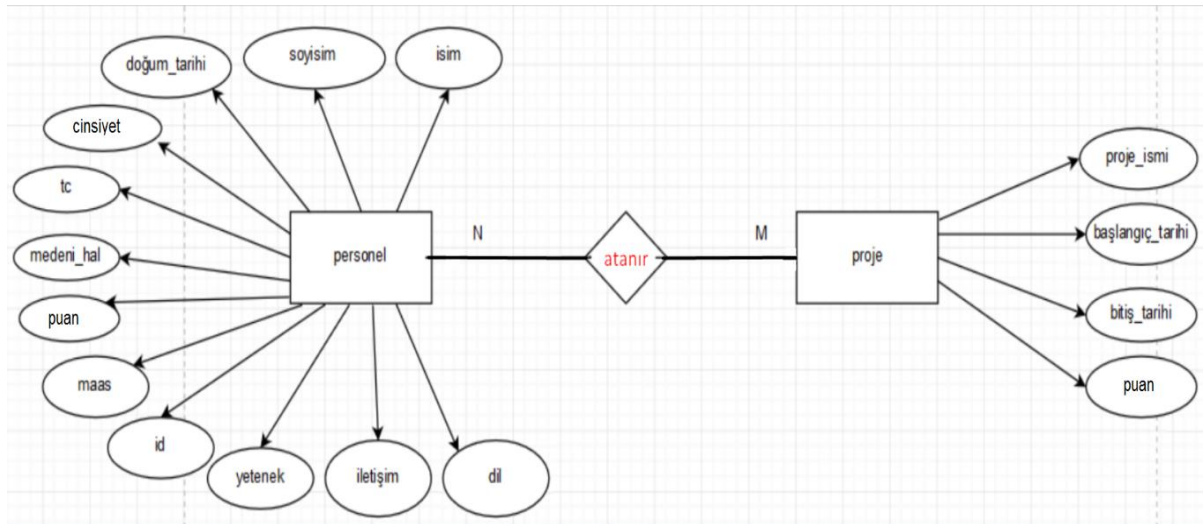 isim
soyisim
doğum_tarihi
cinsiyet
tc
medeni_hal
puan
maas
id
yetenek
iletişim
dil
personel
N
atanır
M
proje
proje_ismi
başlangıç_tarihi
bitiş_tarihi
puan